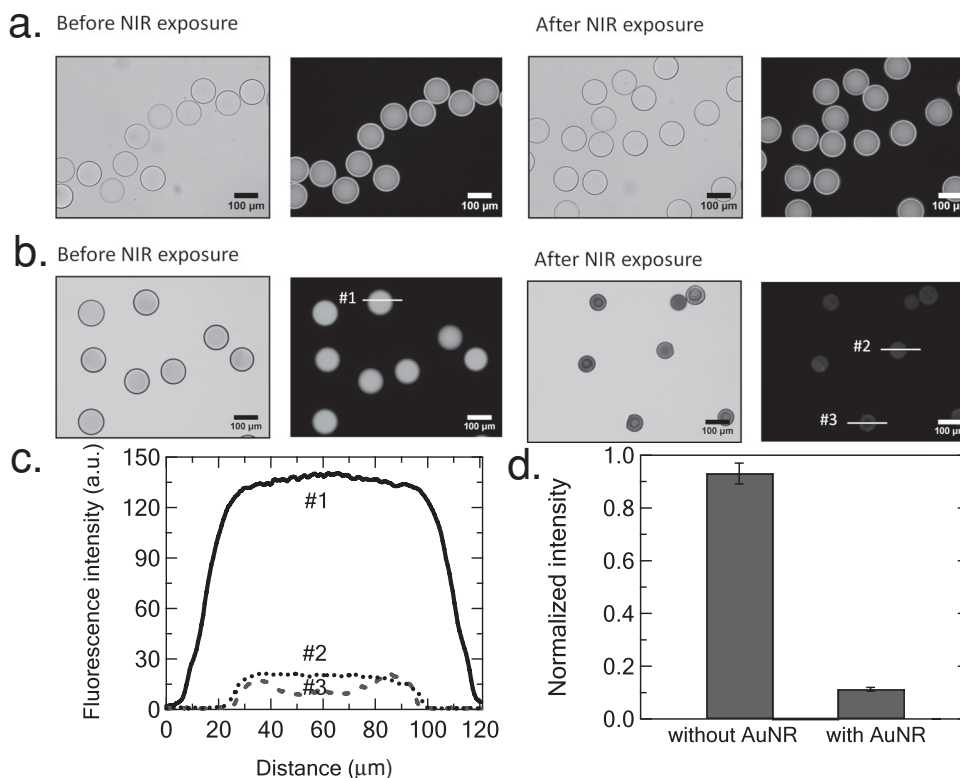 a. Before NIR exposure After NIR exposure
100 µm 100 µm 100 µm 100 µm
b. Before NIR exposure After NIR exposure
#1 #2 #3
100 µm 100 µm 100 µm 100 µm
c. d.
Fluorescence intensity (a.u.)
150
120
90
60
30
0
#1
#2
#3
0 20 40 60 80 100 120
Distance (µm)
Normalized intensity
1.0
0.8
0.6
0.4
0.2
0.0
without AuNR with AuNR